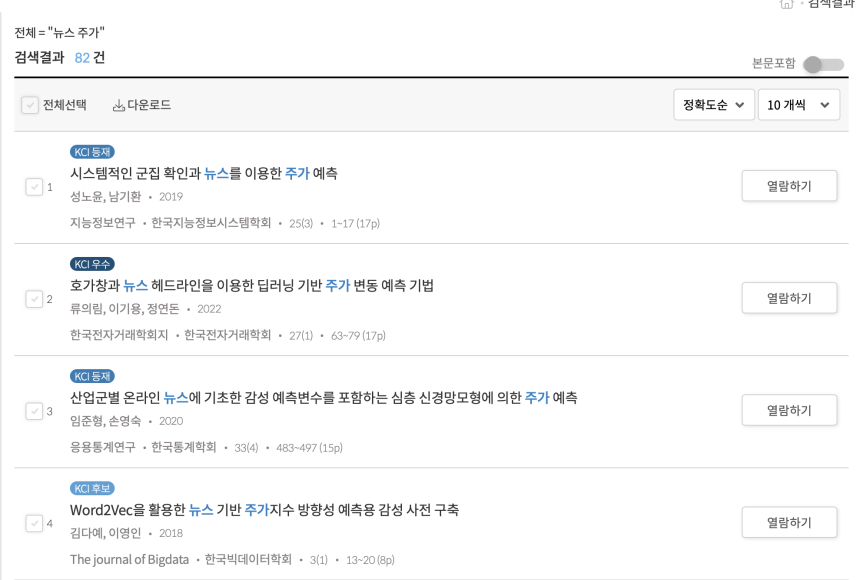 검색결과
전체 = "뉴스 주가"
검색결과 82 건
본문포함
전체선택 다운로드 정확도순 10 개씩
KCI 등재
1 시스템적인 군집 확인과 뉴스를 이용한 주가 예측 열람하기
성노윤, 남기환 • 2019
지능정보연구 • 한국지능정보시스템학회 • 25(3) • 1~17 (17p)
KCI 우수
2 호가창과 뉴스 헤드라인을 이용한 딥러닝 기반 주가 변동 예측 기법 열람하기
류의림, 이기용, 정연돈 • 2022
한국전자거래학회지 • 한국전자거래학회 • 27(1) • 63~79 (17p)
KCI 등재
3 산업군별 온라인 뉴스에 기초한 감성 예측변수를 포함하는 심층 신경망모형에 의한 주가 예측 열람하기
임준형, 손영숙 • 2020
응용통계연구 • 한국통계학회 • 33(4) • 483~497 (15p)
KCI 후보
4 Word2Vec을 활용한 뉴스 기반 주가지수 방향성 예측용 감성 사전 구축 열람하기
김다예, 이영인 • 2018
The journal of Bigdata • 한국빅데이터학회 • 3(1) • 13~20 (8p)